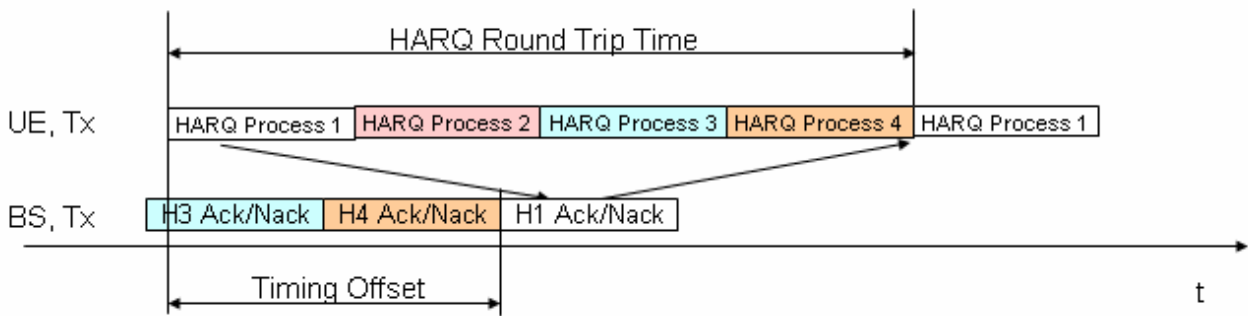 HARQ Round Trip Time
UE, Tx HARQ Process 1 HARQ Process 2 HARQ Process 3 HARQ Process 4 HARQ Process 1
BS, Tx H3 Ack/Nack H4 Ack/Nack H1 Ack/Nack
Timing Offset t